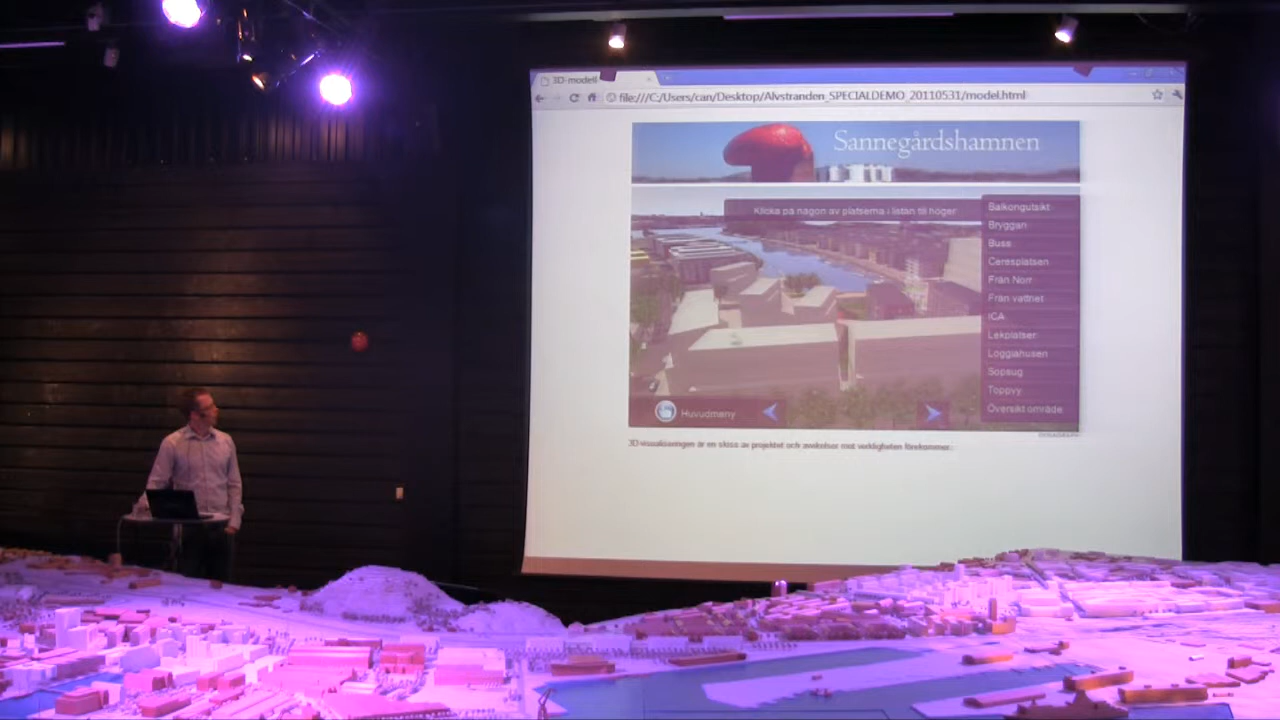 3D-modell
file:///C:/Users/can/Desktop/Alvstranden_SPECIALDEMO_20110531/model.html
Sannegårdshamnen
Klicka på någon av platserna i listan till höger
Balkongutsikt
Bryggan
Buss
Ceresplatsen
Från Norr
Från vattnet
ICA
Lekplatser
Loggiahusen
Sopsug
Toppvy
Översikt område
Huvudmeny
3D-visualiseringen är en skiss av projektet och avvikelser mot verkligheten förekommer.